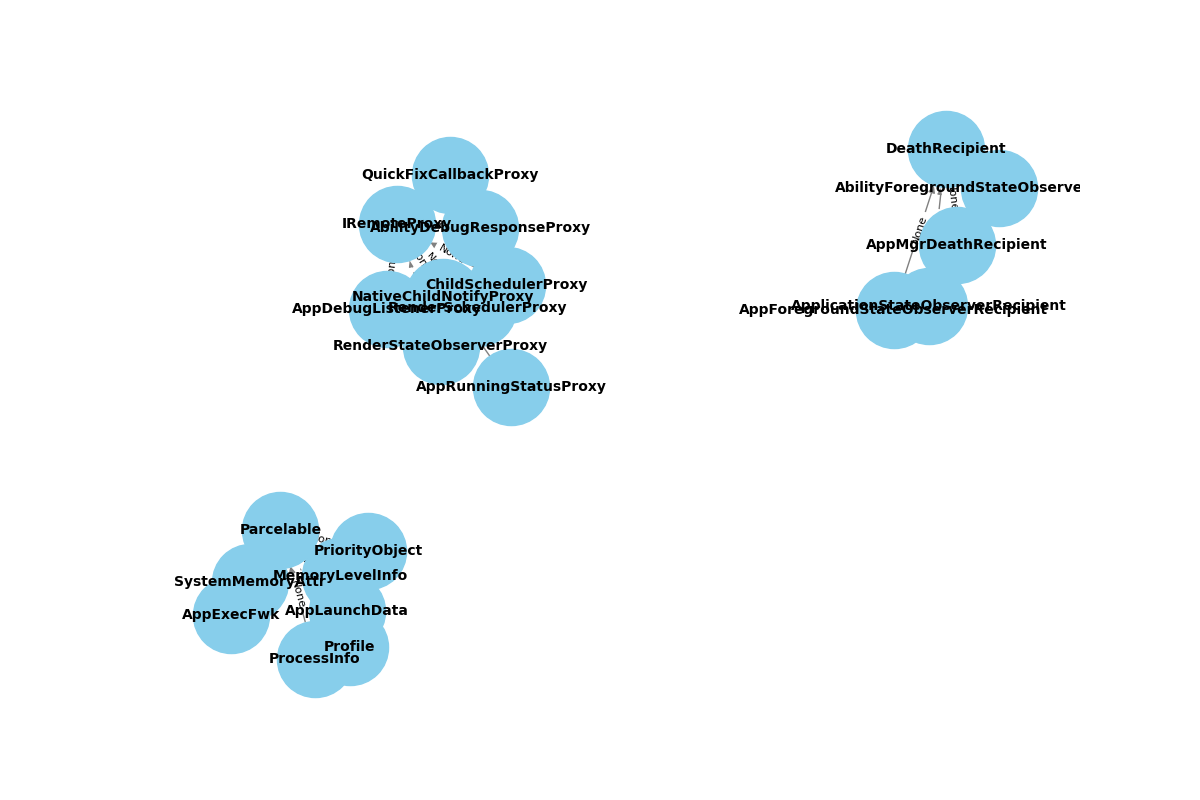 DeathRecipient
QuickFixCallbackProxy
AbilityForegroundStateObserve
IRemoteProxy
AbilityDebugResponseProxy
None
AppMgrDeathRecipient
ChildSchedulerProxy
NativeChildNotifyProxy
RenderSchedulerProxy
AppDebugListenerProxy
ApplicationStateObserverRecipient
AppForegroundStateObserverRecipient
RenderStateObserverProxy
AppRunningStatusProxy
Parcelable
PriorityObject
MemoryLevelInfo
SystemMemoryAttr
None
AppLaunchData
AppExecFwk
Profile
ProcessInfo